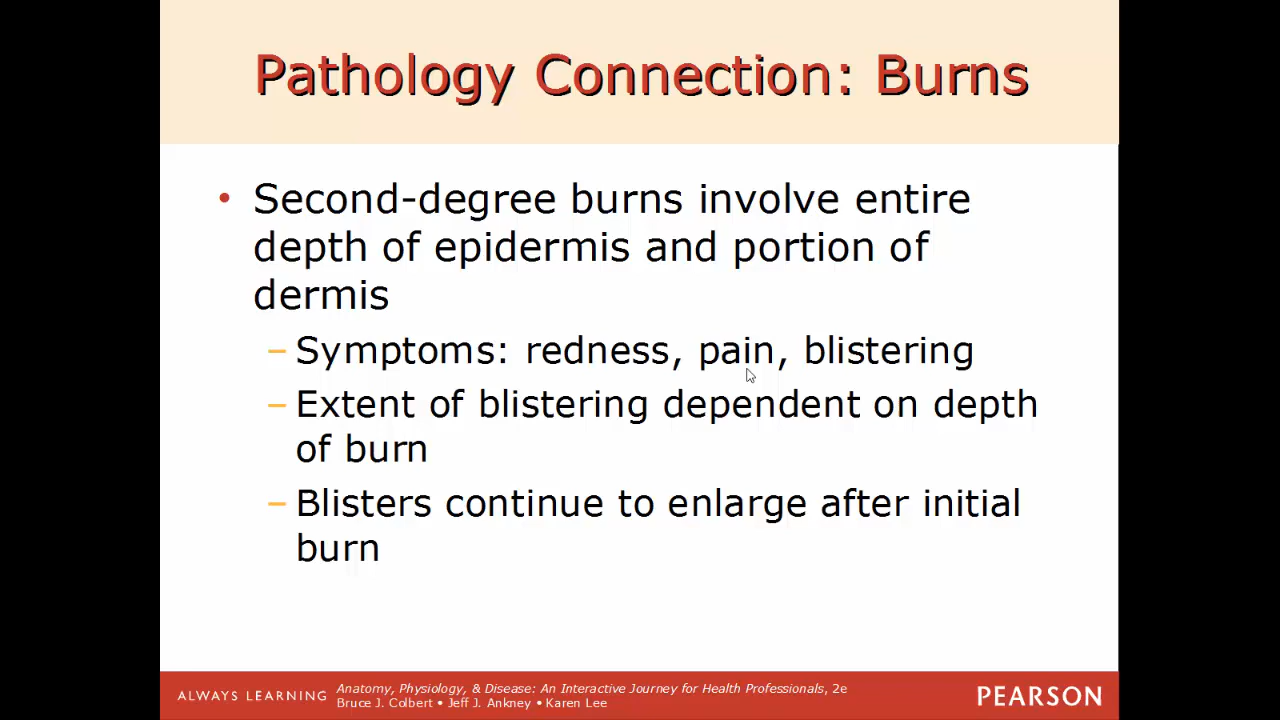 Pathology Connection: Burns
• Second-degree burns involve entire
depth of epidermis and portion of
dermis
– Symptoms: redness, pain, blistering
– Extent of blistering dependent on depth
of burn
– Blisters continue to enlarge after initial
burn
ALWAYS LEARNING
Anatomy, Physiology, & Disease: An Interactive Journey for Health Professionals, 2e
Bruce J. Colbert • Jeff J. Ankney • Karen Lee
PEARSON